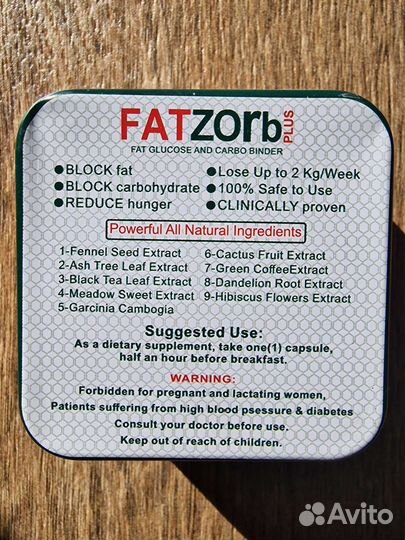 FATZORb PLUS
FAT GLUCOSE AND CARBO BINDER
●BLOCK fat ●Lose Up to 2 Kg/Week
●BLOCK carbohydrate ●100% Safe to Use
●REDUCE hunger ●CLINICALLY proven
Powerful All Natural Ingredients
1-Fennel Seed Extract 6-Cactus Fruit Extract
2-Ash Tree Leaf Extract 7-Green CoffeeExtract
3-Black Tea Leaf Extract 8-Dandelion Root Extract
4-Meadow Sweet Extract 9-Hibiscus Flowers Extract
5-Garcinia Cambogia
Suggested Use:
As a dietary supplement, take one(1) capsule,
half an hour before breakfast.
WARNING:
Forbidden for pregnant and lactating women,
Patients suffering from high blood psessure & diabetes
Consult your doctor before use.
Keep out of reach of children.
Avito